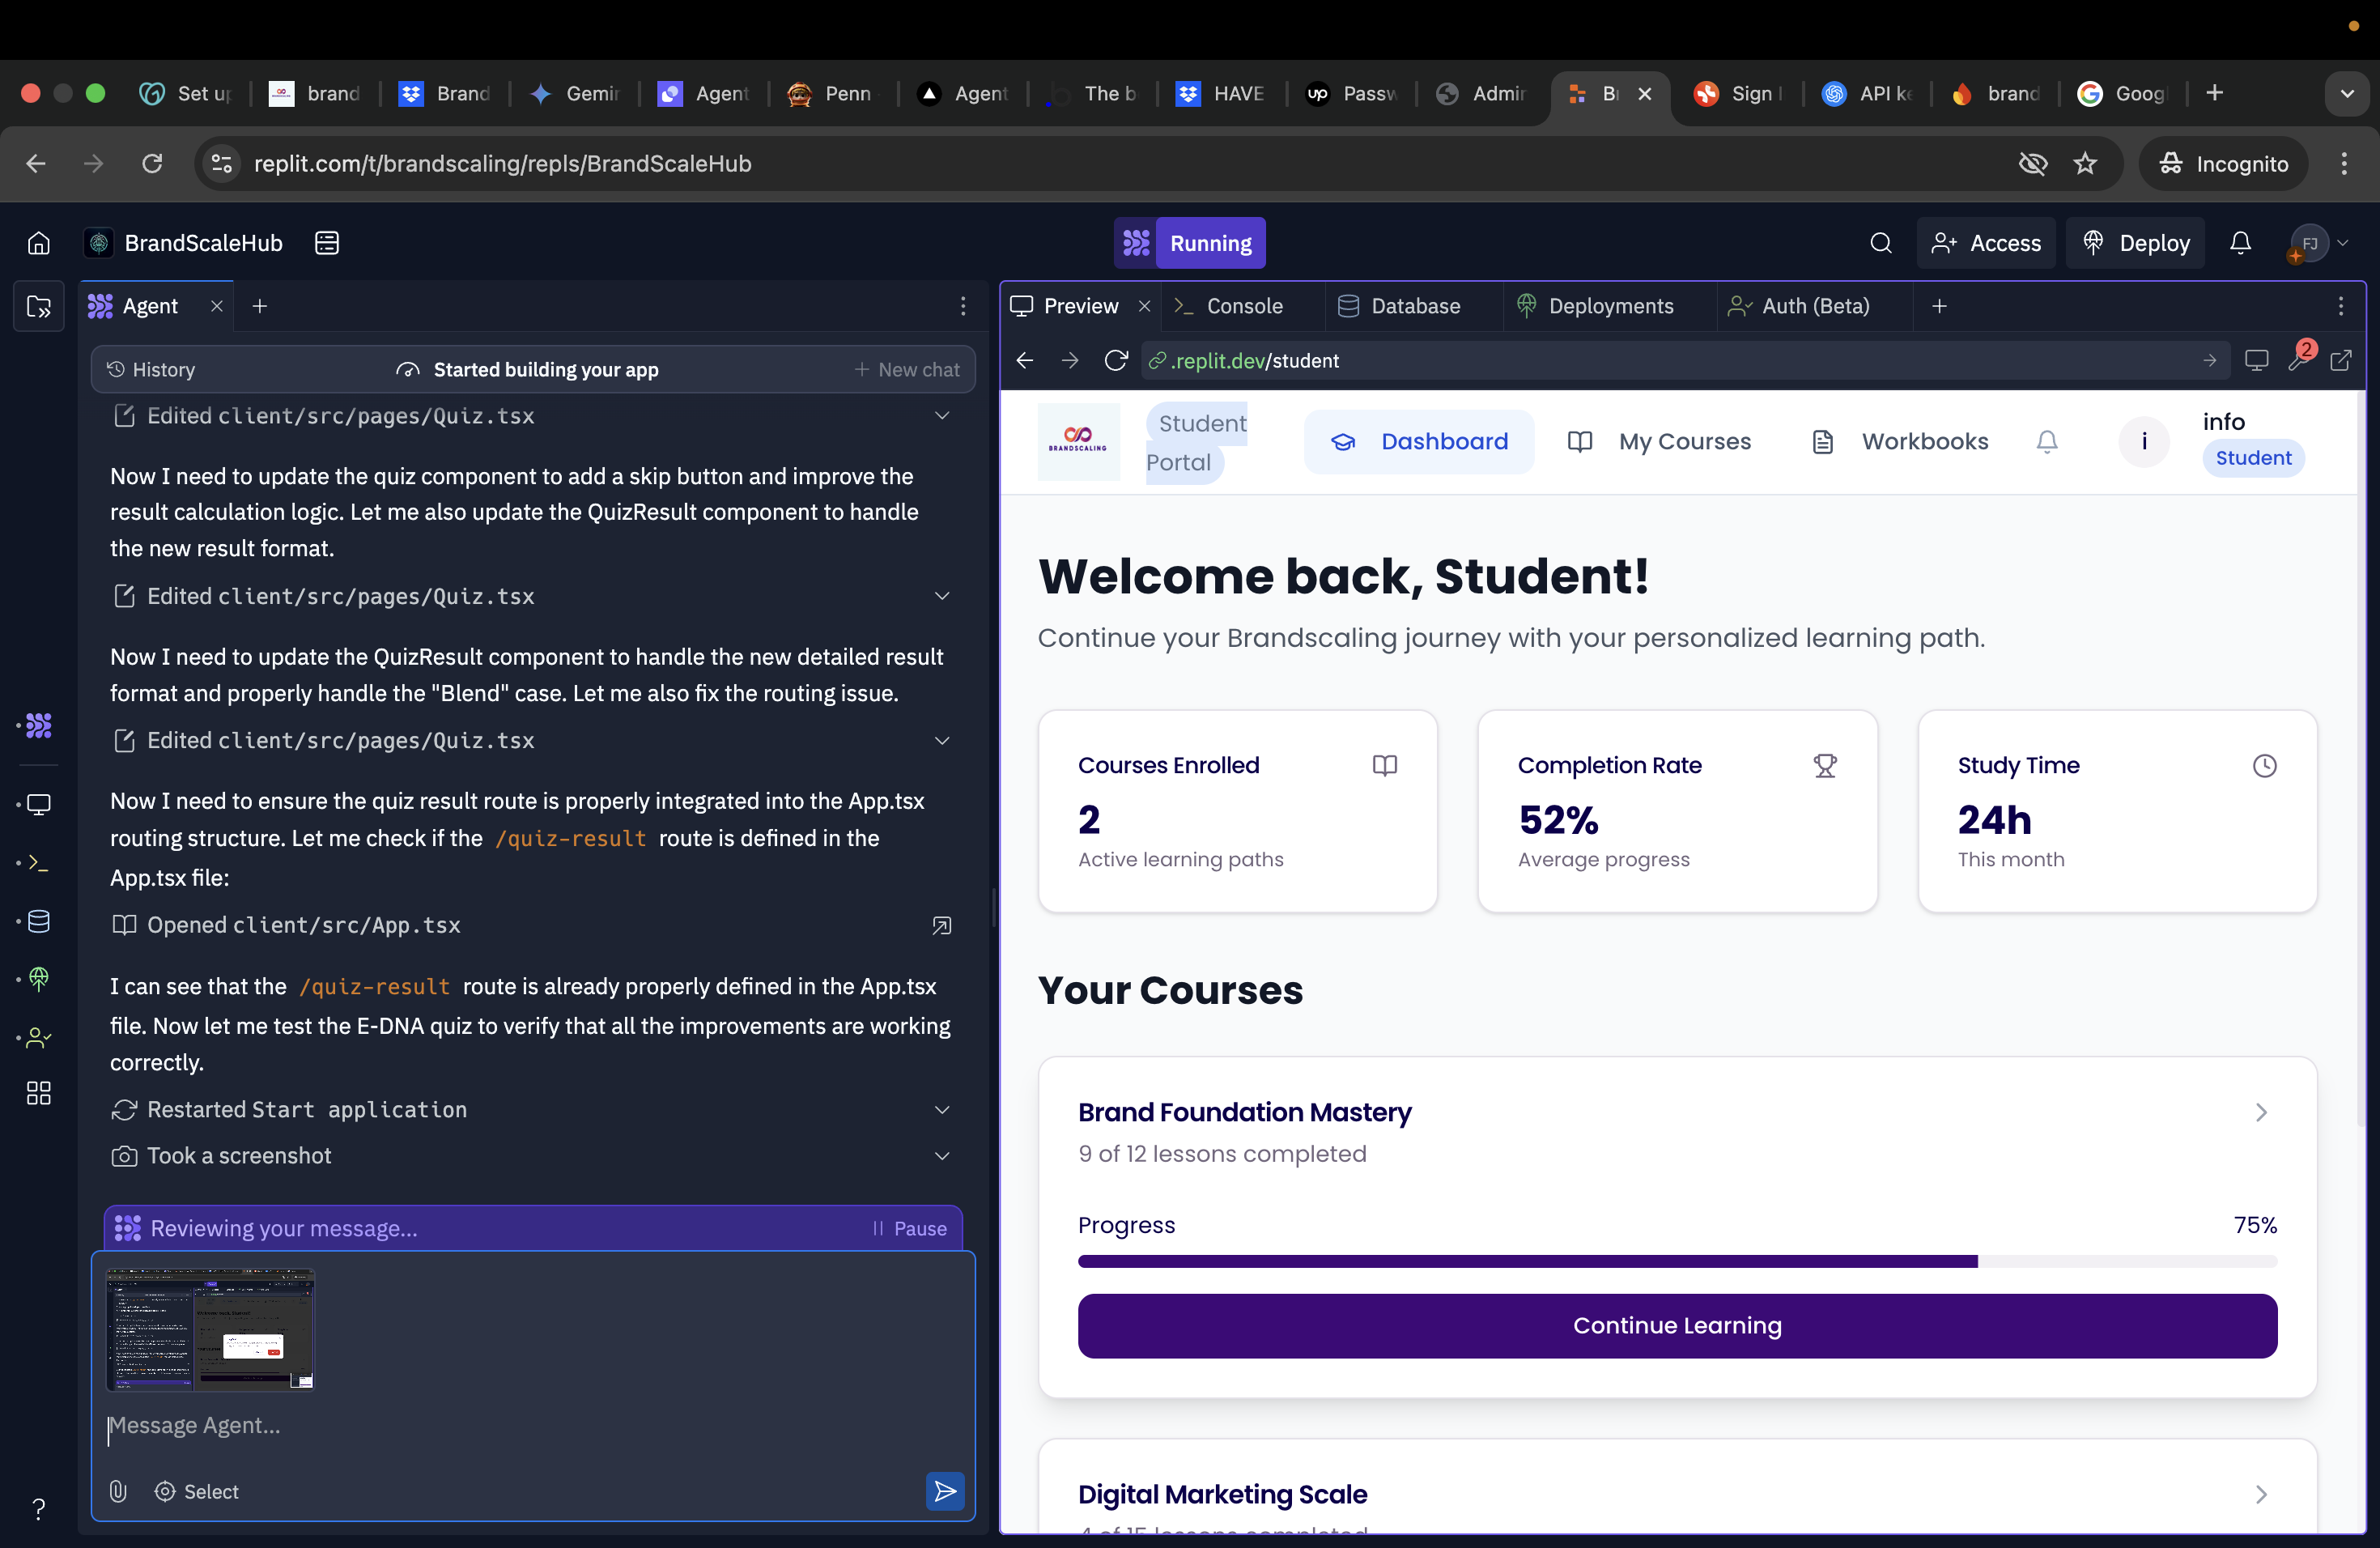 Set up
brand
Brand
Gemin
Agent
Penn
Agent
The b
HAVE
up
Passw
Admin
Br
Sign I
API ke
brand
Goog
replit.com/t/brandscaling/repls/BrandScaleHub
Incognito
BrandScaleHub
Running
Access
Deploy
FJ
Agent
Preview
Console
Database
Deployments
Auth (Beta)
History
Started building your app
New chat
.replit.dev/student
2
Edited client/src/pages/Quiz.tsx
Now I need to update the quiz component to add a skip button and improve the
result calculation logic. Let me also update the QuizResult component to handle
the new result format.
Edited client/src/pages/Quiz.tsx
Now I need to update the QuizResult component to handle the new detailed result
format and properly handle the "Blend" case. Let me also fix the routing issue.
Edited client/src/pages/Quiz.tsx
Now I need to ensure the quiz result route is properly integrated into the App.tsx
routing structure. Let me check if the /quiz-result route is defined in the
App.tsx file:
Opened client/src/App.tsx
I can see that the /quiz-result route is already properly defined in the App.tsx
file. Now let me test the E-DNA quiz to verify that all the improvements are working
correctly.
Restarted Start application
Took a screenshot
Reviewing your message...
Pause
Message Agent...
Select
?
BRANDSCALING
Student
Portal
Dashboard
My Courses
Workbooks
i
info
Student
Welcome back, Student!
Continue your Brandscaling journey with your personalized learning path.
Courses Enrolled
2
Active learning paths
Completion Rate
52%
Average progress
Study Time
24h
This month
Your Courses
Brand Foundation Mastery
9 of 12 lessons completed
Progress
75%
Continue Learning
Digital Marketing Scale
4 of 15 lessons completed